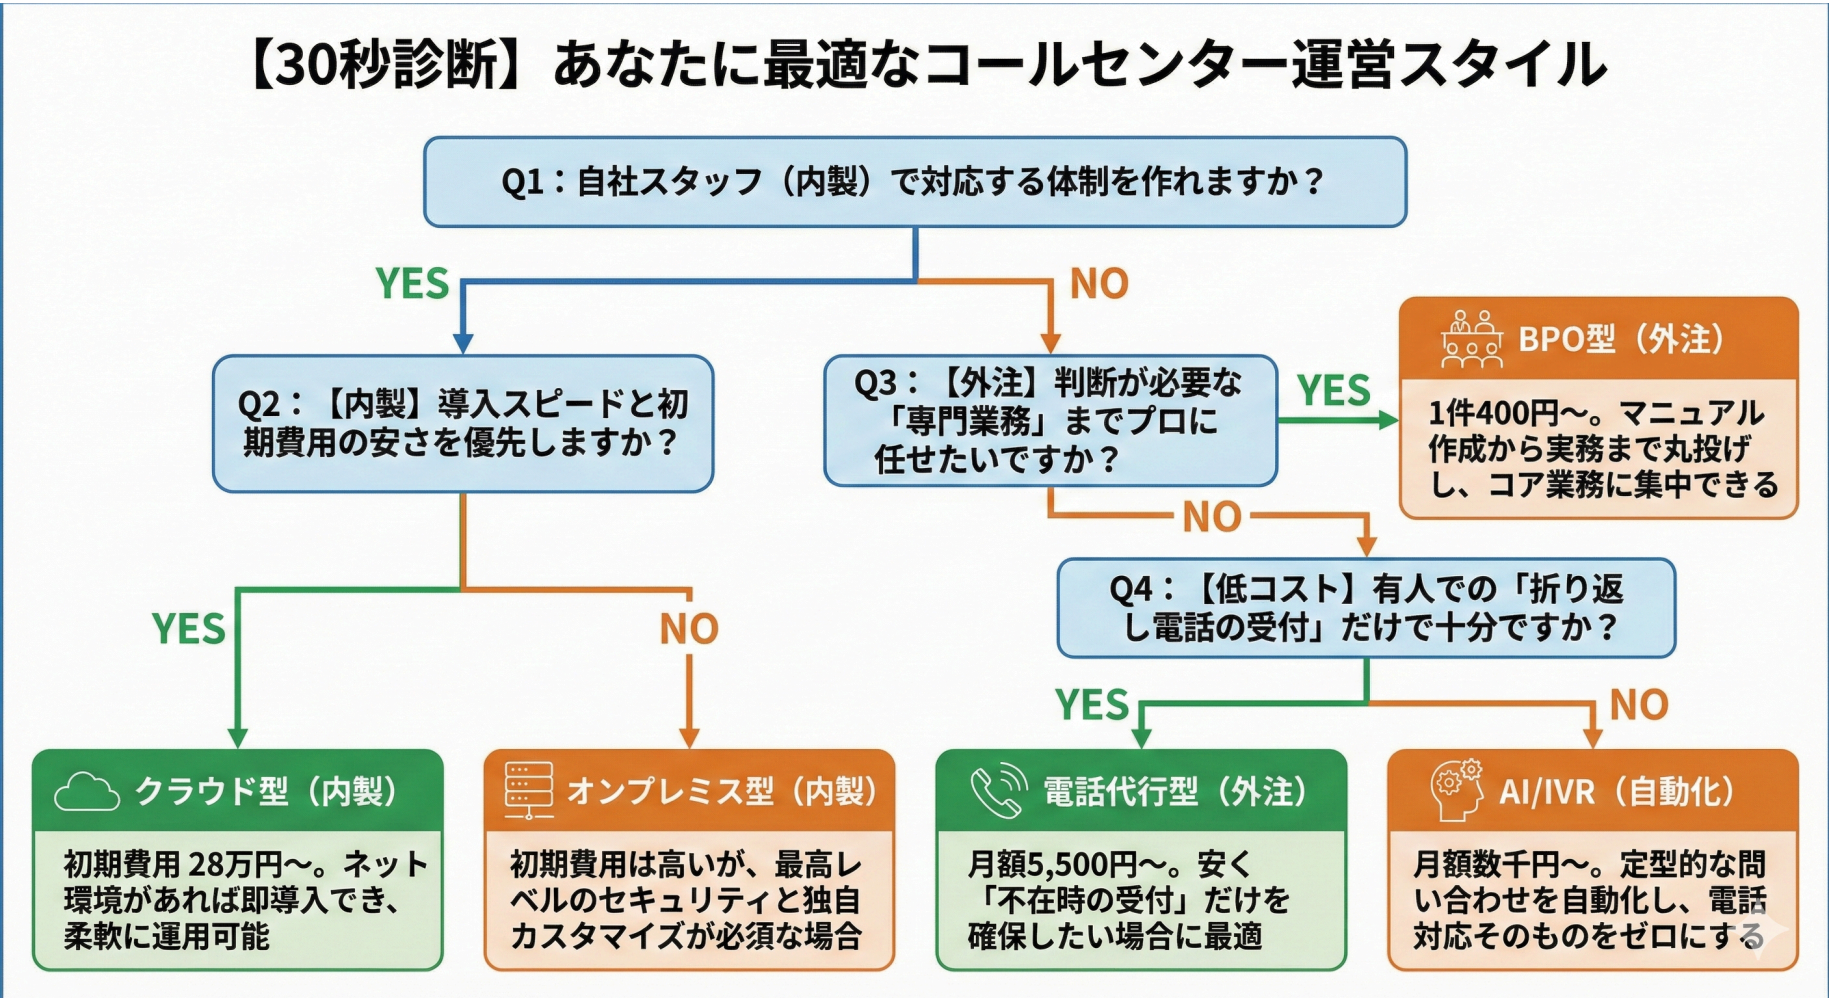 【30秒診断】あなたに最適なコールセンター運営スタイル
Q1：自社スタッフ（内製）で対応する体制を作れますか？
YES
NO
Q2：【内製】導入スピードと初
期費用の安さを優先しますか？
Q3：【外注】判断が必要な
「専門業務」までプロに
任せたいですか？
YES
BPO型（外注）
1件400円〜。マニュアル
作成から実務まで丸投げ
し、コア業務に集中できる
NO
Q4：【低コスト】有人での「折り返
し電話の受付」だけで十分ですか？
YES
NO
YES
NO
クラウド型（内製）
初期費用 28万円〜。ネット
環境があれば即導入でき、
柔軟に運用可能
オンプレミス型（内製）
初期費用は高いが、最高レ
ベルのセキュリティと独自
カスタマイズが必須な場合
電話代行型（外注）
月額5,500円〜。安く
「不在時の受付」だけを
確保したい場合に最適
AI/IVR（自動化）
月額数千円〜。定型的な問
い合わせを自動化し、電話
対応そのものをゼロにする